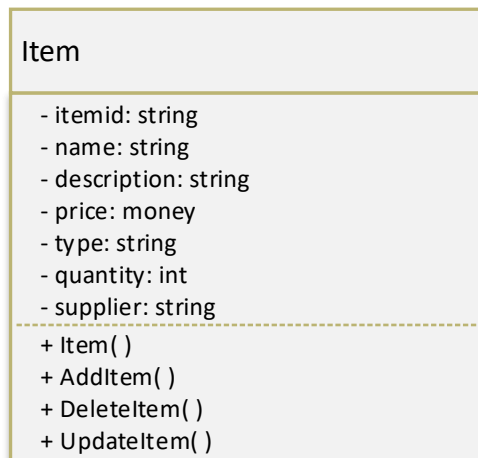 Item
- itemid: string
- name: string
- description: string
- price: money
- type: string
- quantity: int
- supplier: string
+ Item( )
+ AddItem( )
+ DeleteItem( )
+ UpdateItem( )